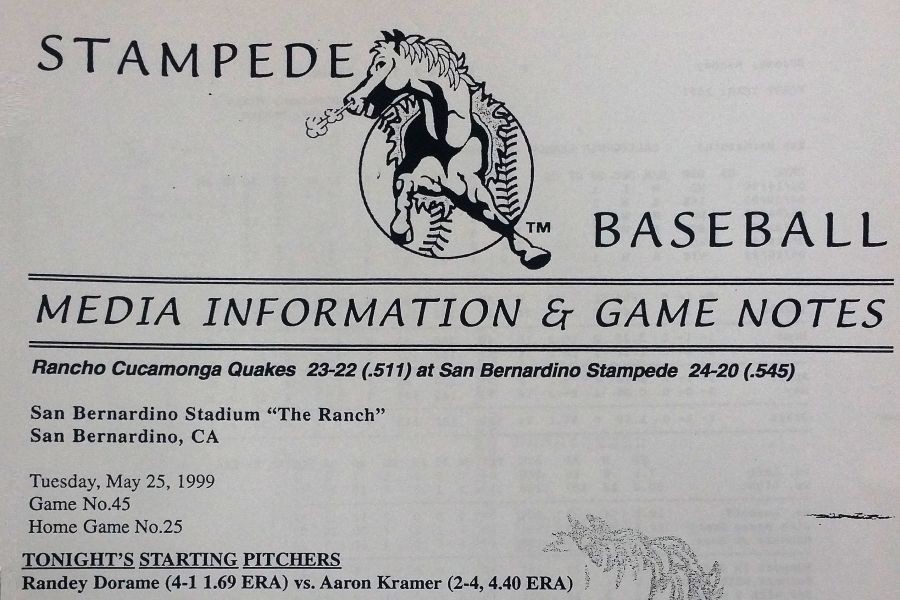 STAMPEDE
TM
BASEBALL
MEDIA INFORMATION & GAME NOTES
Rancho Cucamonga Quakes 23-22 (.511) at San Bernardino Stampede 24-20 (.545)
San Bernardino Stadium “The Ranch”
San Bernardino, CA
Tuesday, May 25, 1999
Game No.45
Home Game No.25
TONIGHT'S STARTING PITCHERS
Randey Dorame (4-1 1.69 ERA) vs. Aaron Kramer (2-4, 4.40 ERA)